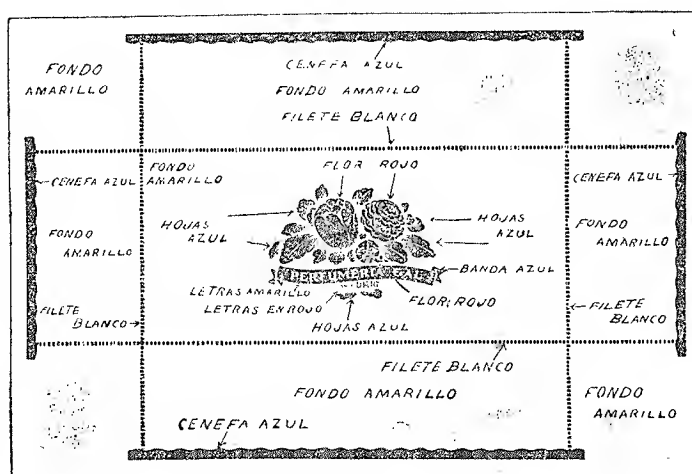 CENEFA AZUL
FONDO
AMARILLO
FONDO AMARILLO
FILETE BLANCO
FONDO
AMARILLO
FLOR ROJO
CENEFA AZUL
CENEFA AZUL
HOJAS
AZUL
HOJAS
AZUL
FONDO
AMARILLO
FONDO
AMARILLO
BANDA AZUL
LETRAS AMARILLO
FLOR: ROJO
LETRAS EN ROJO
FILETE
BLANCO
FILETE
BLANCO
HOJAS AZUL
FILETE BLANCO
FONDO AMARILLO
FONDO
AMARILLO
CENEFA AZUL